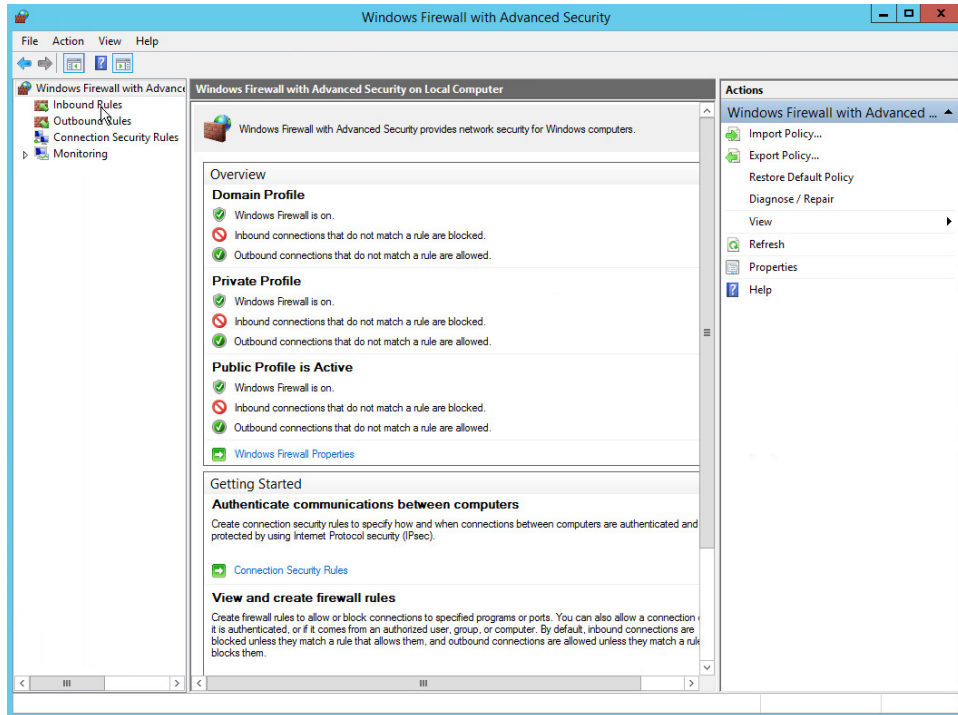 Windows Firewall with Advanced Security
File Action View Help
Windows Firewall with Advance
Inbound Rules
Outbound Rules
Connection Security Rules
Monitoring
Windows Firewall with Advanced Security on Local Computer
Windows Firewall with Advanced Security provides network security for Windows computers.
Overview
Domain Profile
Windows Firewall is on.
Inbound connections that do not match a rule are blocked.
Outbound connections that do not match a rule are allowed.
Private Profile
Windows Firewall is on.
Inbound connections that do not match a rule are blocked.
Outbound connections that do not match a rule are allowed.
Public Profile is Active
Windows Firewall is on.
Inbound connections that do not match a rule are blocked.
Outbound connections that do not match a rule are allowed.
Windows Firewall Properties
Getting Started
Authenticate communications between computers
Create connection security rules to specify how and when connections between computers are authenticated and
protected by using Internet Protocol security (IPsec).
Connection Security Rules
View and create firewall rules
Create firewall rules to allow or block connections to specified programs or ports. You can also allow a connection
it is authenticated, or if it comes from an authorized user, group, or computer. By default, inbound connections are
blocked unless they match a rule that allows them, and outbound connections are allowed unless they match a rule
blocks them.
Actions
Windows Firewall with Advanced ...
Import Policy...
Export Policy...
Restore Default Policy
Diagnose / Repair
View
Refresh
Properties
Help